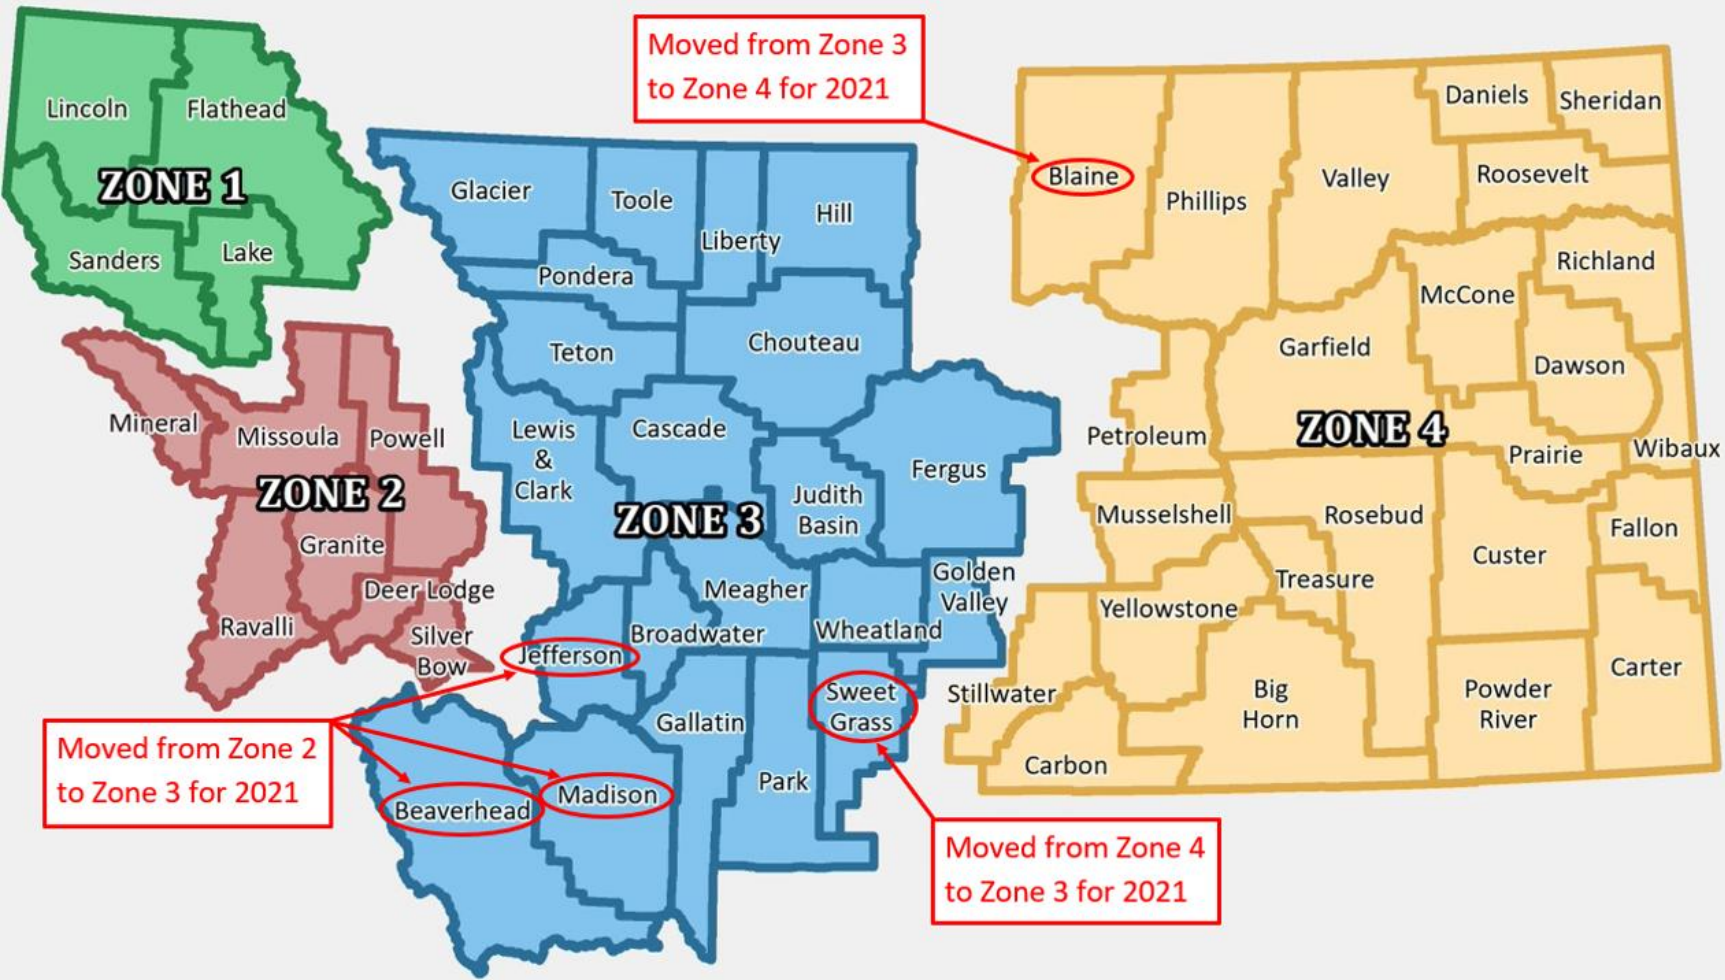 Lincoln
Flathead
ZONE 1
Sanders
Lake
Mineral
Missoula
Powell
ZONE 2
Granite
Deer Lodge
Ravalli
Silver
Bow
Moved from Zone 2
to Zone 3 for 2021
Glacier
Toole
Liberty
Hill
Pondera
Teton
Chouteau
Lewis
&
Clark
Cascade
Judith
Basin
Fergus
ZONE 3
Meagher
Golden
Valley
Broadwater
Wheatland
Jefferson
Sweet
Grass
Gallatin
Park
Madison
Beaverhead
Moved from Zone 4
to Zone 3 for 2021
Moved from Zone 3
to Zone 4 for 2021
Blaine
Phillips
Valley
Daniels
Sheridan
Roosevelt
Richland
McCone
Garfield
Dawson
Petroleum
ZONE 4
Prairie
Wibaux
Musselshell
Rosebud
Custer
Fallon
Treasure
Yellowstone
Stillwater
Big
Horn
Powder
River
Carter
Carbon